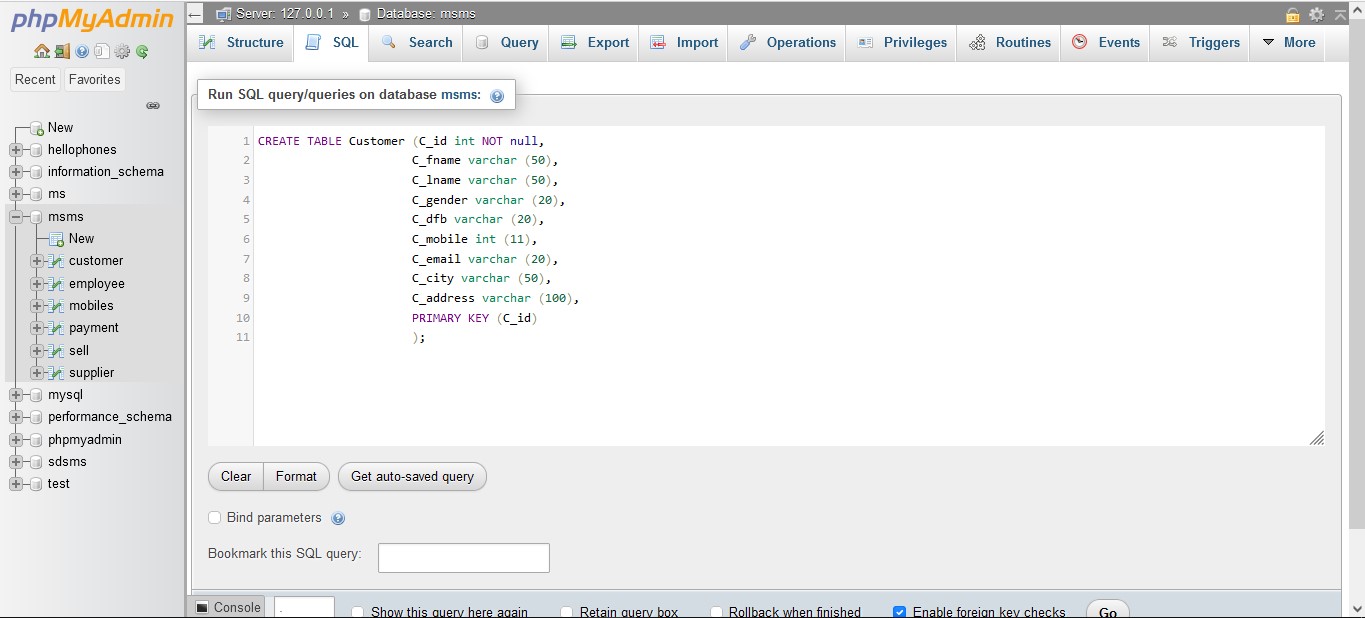 phpMyAdmin
Recent Favorites
New
hellophones
information_schema
ms
msms
New
customer
employee
mobiles
payment
sell
supplier
mysql
performance_schema
phpmyadmin
sdsms
test
Server: 127.0.0.1 » Database: msms
Structure SQL Search Query Export Import Operations Privileges Routines Events Triggers More
Run SQL query/queries on database msms:
1 CREATE TABLE Customer (C_id int NOT null,
2 C_fname varchar (50),
3 C_lname varchar (50),
4 C_gender varchar (20),
5 C_dfb varchar (20),
6 C_mobile int (11),
7 C_email varchar (20),
8 C_city varchar (50),
9 C_address varchar (100),
10 PRIMARY KEY (C_id)
11 );
Clear Format Get auto-saved query
Bind parameters
Bookmark this SQL query:
Console
Show this query here again Retain query box Rollback when finished Enable foreign key checks Go